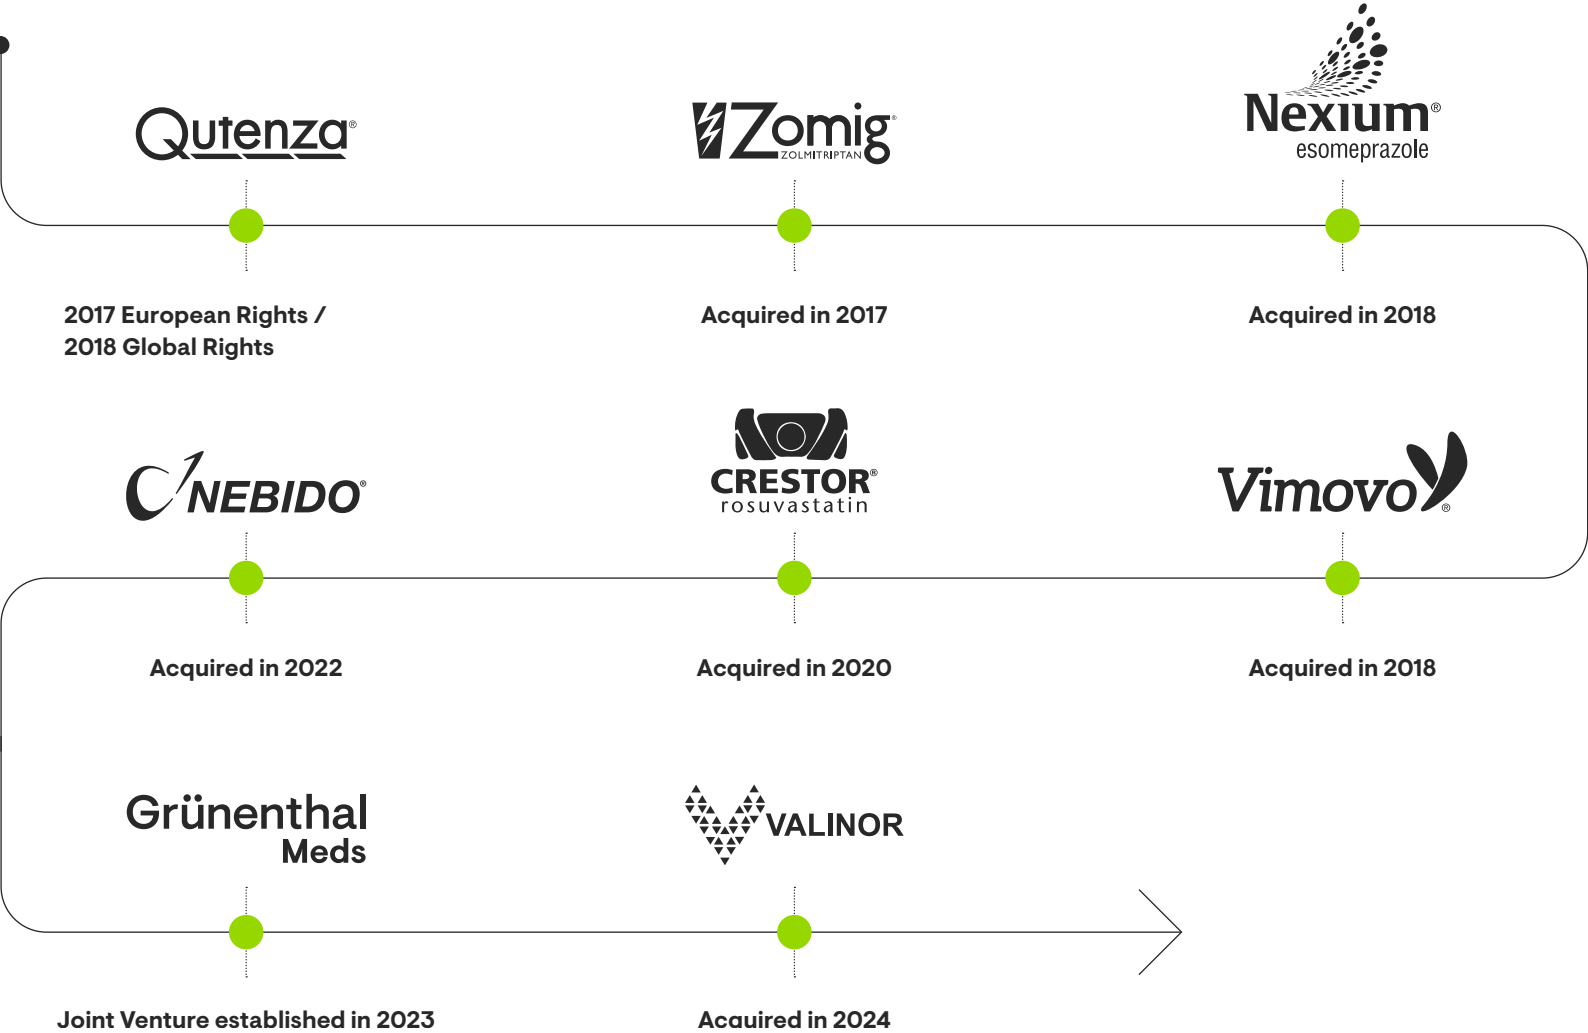 Qutenza®
Zomig®
ZOLMITRIPTAN
Nexium®
esomeprazole
2017 European Rights /
2018 Global Rights
Acquired in 2017
Acquired in 2018
NEBIDO®
CRESTOR®
rosuvastatin
Vimovo®
Acquired in 2022
Acquired in 2020
Acquired in 2018
Grünenthal
Meds
VALINOR
Joint Venture established in 2023
Acquired in 2024